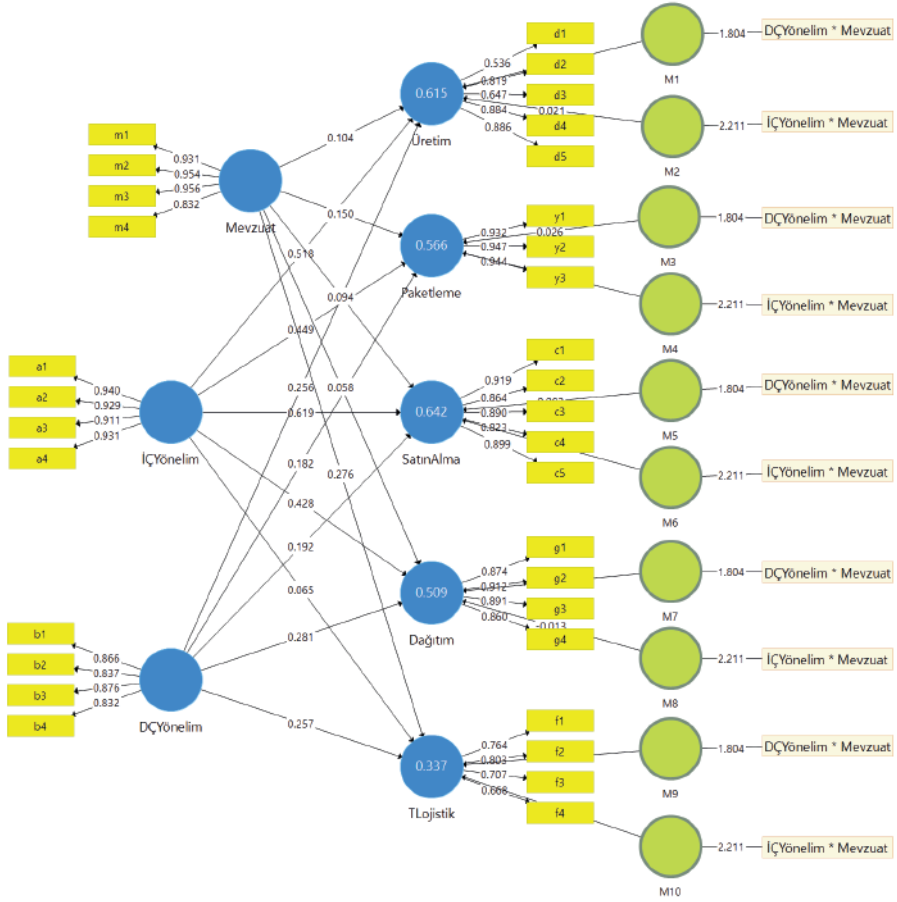 d1
0.536
d2
0.819
0.615
0.647
d3
0.884
0.021
d4
0.886
d5
Üretim
M1
1.804
DÇYönelim * Mevzuat
M2
2.211
İÇYönelim * Mevzuat
m1
m2
m3
m4
0.931
0.954
0.956
0.832
Mevzuat
0.104
0.150
0.518
0.094
y1
0.932
0.026
y2
0.947
0.566
y3
0.944
Paketleme
M3
1.804
DÇYönelim * Mevzuat
M4
2.211
İÇYönelim * Mevzuat
a1
a2
a3
a4
0.940
0.929
0.911
0.931
İÇYönelim
0.449
0.256
0.058
0.619
0.182
0.276
0.428
0.192
0.065
c1
0.919
c2
0.864
0.642
0.890
c3
0.823
c4
0.899
c5
SatınAlma
M5
1.804
DÇYönelim * Mevzuat
M6
2.211
İÇYönelim * Mevzuat
b1
b2
b3
b4
0.866
0.837
0.876
0.832
DÇYönelim
0.281
0.257
g1
0.874
g2
0.912
0.509
0.891
g3
0.860
-0.013
g4
Dağıtım
M7
1.804
DÇYönelim * Mevzuat
M8
2.211
İÇYönelim * Mevzuat
f1
0.764
f2
0.803
0.337
0.707
f3
0.668
f4
TLojistik
M9
1.804
DÇYönelim * Mevzuat
M10
2.211
İÇYönelim * Mevzuat